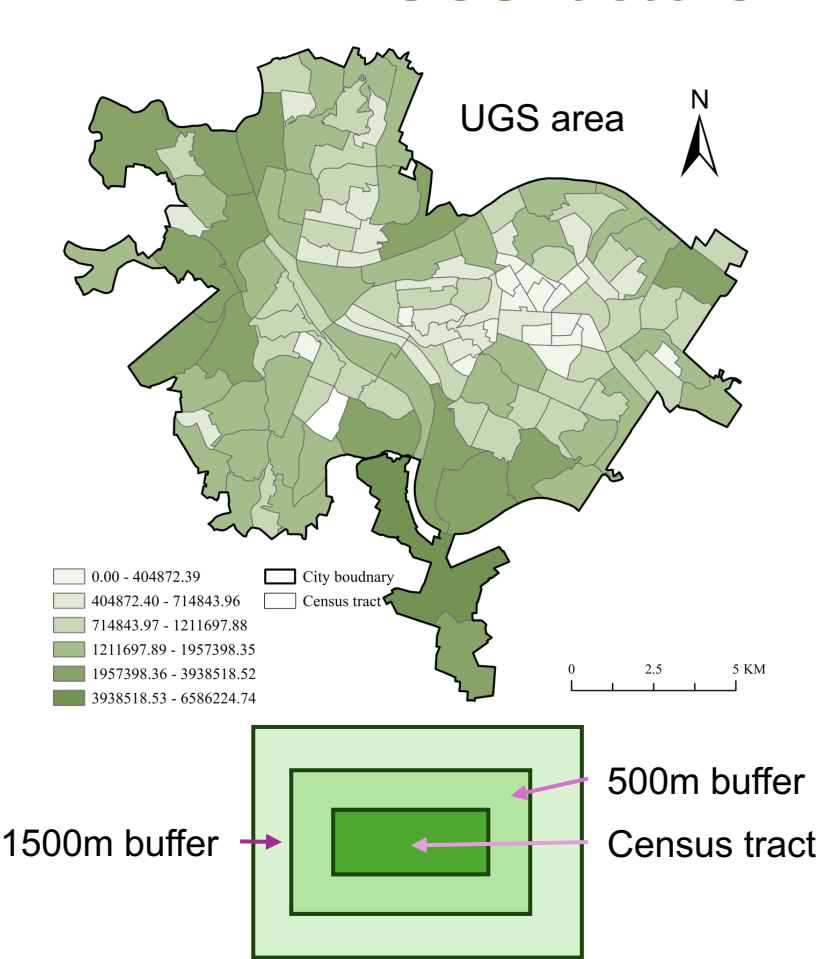 UGS area
N
0.00 - 404872.39
404872.40 - 714843.96
714843.97 - 1211697.88
1211697.89 - 1957398.35
1957398.36 - 3938518.52
3938518.53 - 6586224.74
City boudnary
Census tract
0 2.5 5 KM
500m buffer
1500m buffer
Census tract